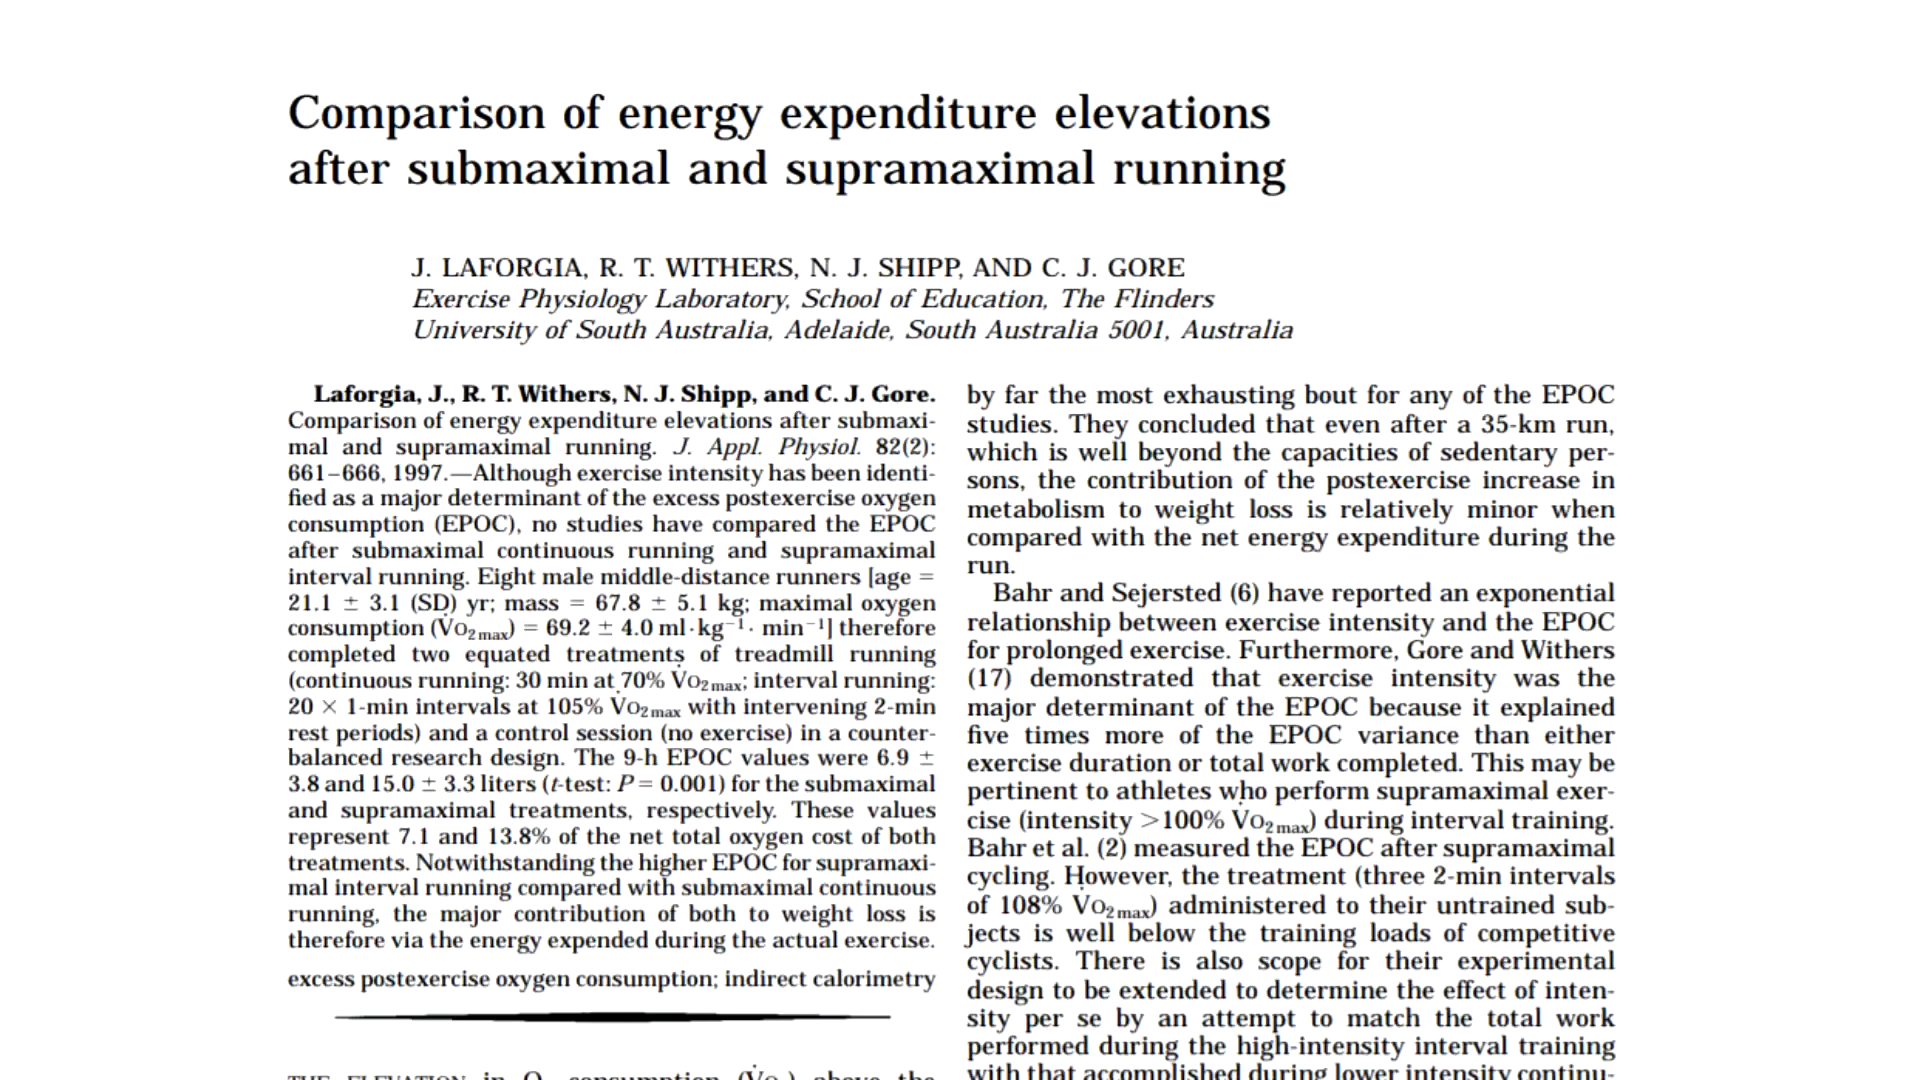 Comparison of energy expenditure elevations
after submaximal and supramaximal running
J. LAFORGIA, R. T. WITHERS, N. J. SHIPP, AND C. J. GORE
Exercise Physiology Laboratory, School of Education, The Flinders
University of South Australia, Adelaide, South Australia 5001, Australia
Laforgia, J., R. T. Withers, N. J. Shipp, and C. J. Gore.
Comparison of energy expenditure elevations after submaxi-
mal and supramaximal running. J. Appl. Physiol. 82(2):
661–666, 1997.—Although exercise intensity has been identi-
fied as a major determinant of the excess postexercise oxygen
consumption (EPOC), no studies have compared the EPOC
after submaximal continuous running and supramaximal
interval running. Eight male middle-distance runners [age =
21.1 ± 3.1 (SD) yr; mass = 67.8 ± 5.1 kg; maximal oxygen
consumption (V̇O₂ max) = 69.2 ± 4.0 ml·kg⁻¹·min⁻¹] therefore
completed two equated treatments of treadmill running
(continuous running: 30 min at 70% V̇O₂ max; interval running:
20 × 1-min intervals at 105% V̇O₂ max with intervening 2-min
rest periods) and a control session (no exercise) in a counter-
balanced research design. The 9-h EPOC values were 6.9 ±
3.8 and 15.0 ± 3.3 liters (t-test: P = 0.001) for the submaximal
and supramaximal treatments, respectively. These values
represent 7.1 and 13.8% of the net total oxygen cost of both
treatments. Notwithstanding the higher EPOC for supramaxi-
mal interval running compared with submaximal continuous
running, the major contribution of both to weight loss is
therefore via the energy expended during the actual exercise.
excess postexercise oxygen consumption; indirect calorimetry
THE ELEVATION in O₂ consumption (V̇O₂) above the
by far the most exhausting bout for any of the EPOC
studies. They concluded that even after a 35-km run,
which is well beyond the capacities of sedentary per-
sons, the contribution of the postexercise increase in
metabolism to weight loss is relatively minor when
compared with the net energy expenditure during the
run.
Bahr and Sejersted (6) have reported an exponential
relationship between exercise intensity and the EPOC
for prolonged exercise. Furthermore, Gore and Withers
(17) demonstrated that exercise intensity was the
major determinant of the EPOC because it explained
five times more of the EPOC variance than either
exercise duration or total work completed. This may be
pertinent to athletes who perform supramaximal exer-
cise (intensity >100% V̇O₂ max) during interval training.
Bahr et al. (2) measured the EPOC after supramaximal
cycling. However, the treatment (three 2-min intervals
of 108% V̇O₂ max) administered to their untrained sub-
jects is well below the training loads of competitive
cyclists. There is also scope for their experimental
design to be extended to determine the effect of inten-
sity per se by an attempt to match the total work
performed during the high-intensity interval training
with that accomplished during lower intensity continu-